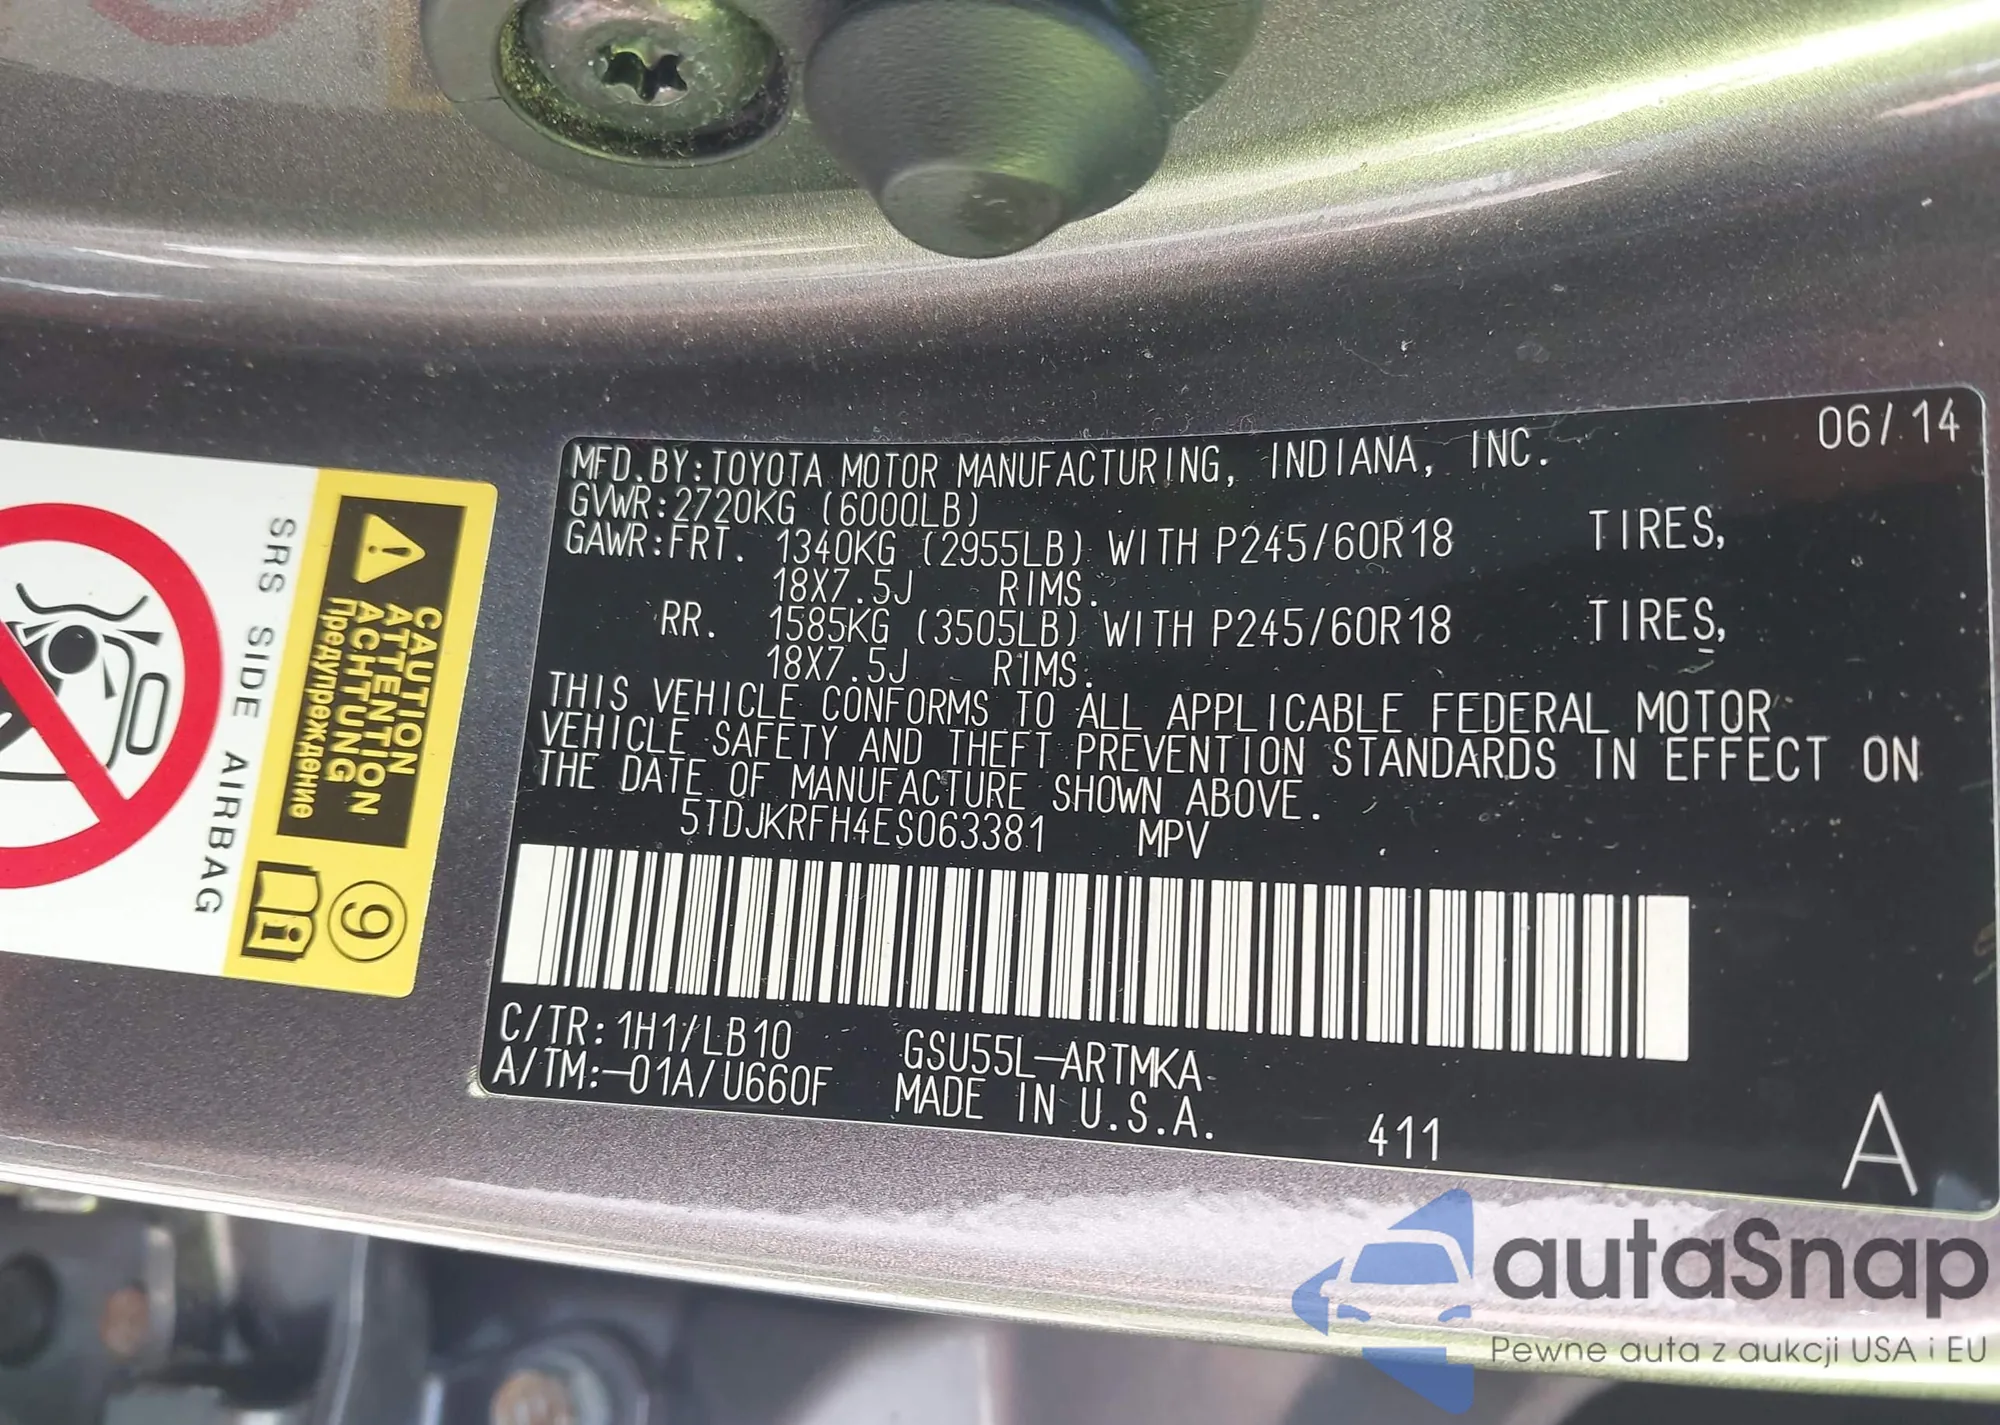 06/14
MFD.BY:TOYOTA MOTOR MANUFACTURING, INDIANA, INC.
GVWR:2720KG (6000LB)
GAWR:FRT. 1340KG (2955LB) WITH P245/60R18 TIRES,
18X7.5J RIMS.
RR. 1585KG (3505LB) WITH P245/60R18 TIRES,
18X7.5J RIMS.
THIS VEHICLE CONFORMS TO ALL APPLICABLE FEDERAL MOTOR
VEHICLE SAFETY AND THEFT PREVENTION STANDARDS IN EFFECT ON
THE DATE OF MANUFACTURE SHOWN ABOVE.
5TDJKRFH4ES063381 MPV
C/TR:1H1/LB10 GSU55L-ARTMKA
A/TM:-01A/U660F MADE IN U.S.A.
411
A
CAUTION
ATTENTION
ACHTUNG
Предупреждение
SRS SIDE AIRBAG
9
autaSnap
Pewne auta z aukcji USA i EU